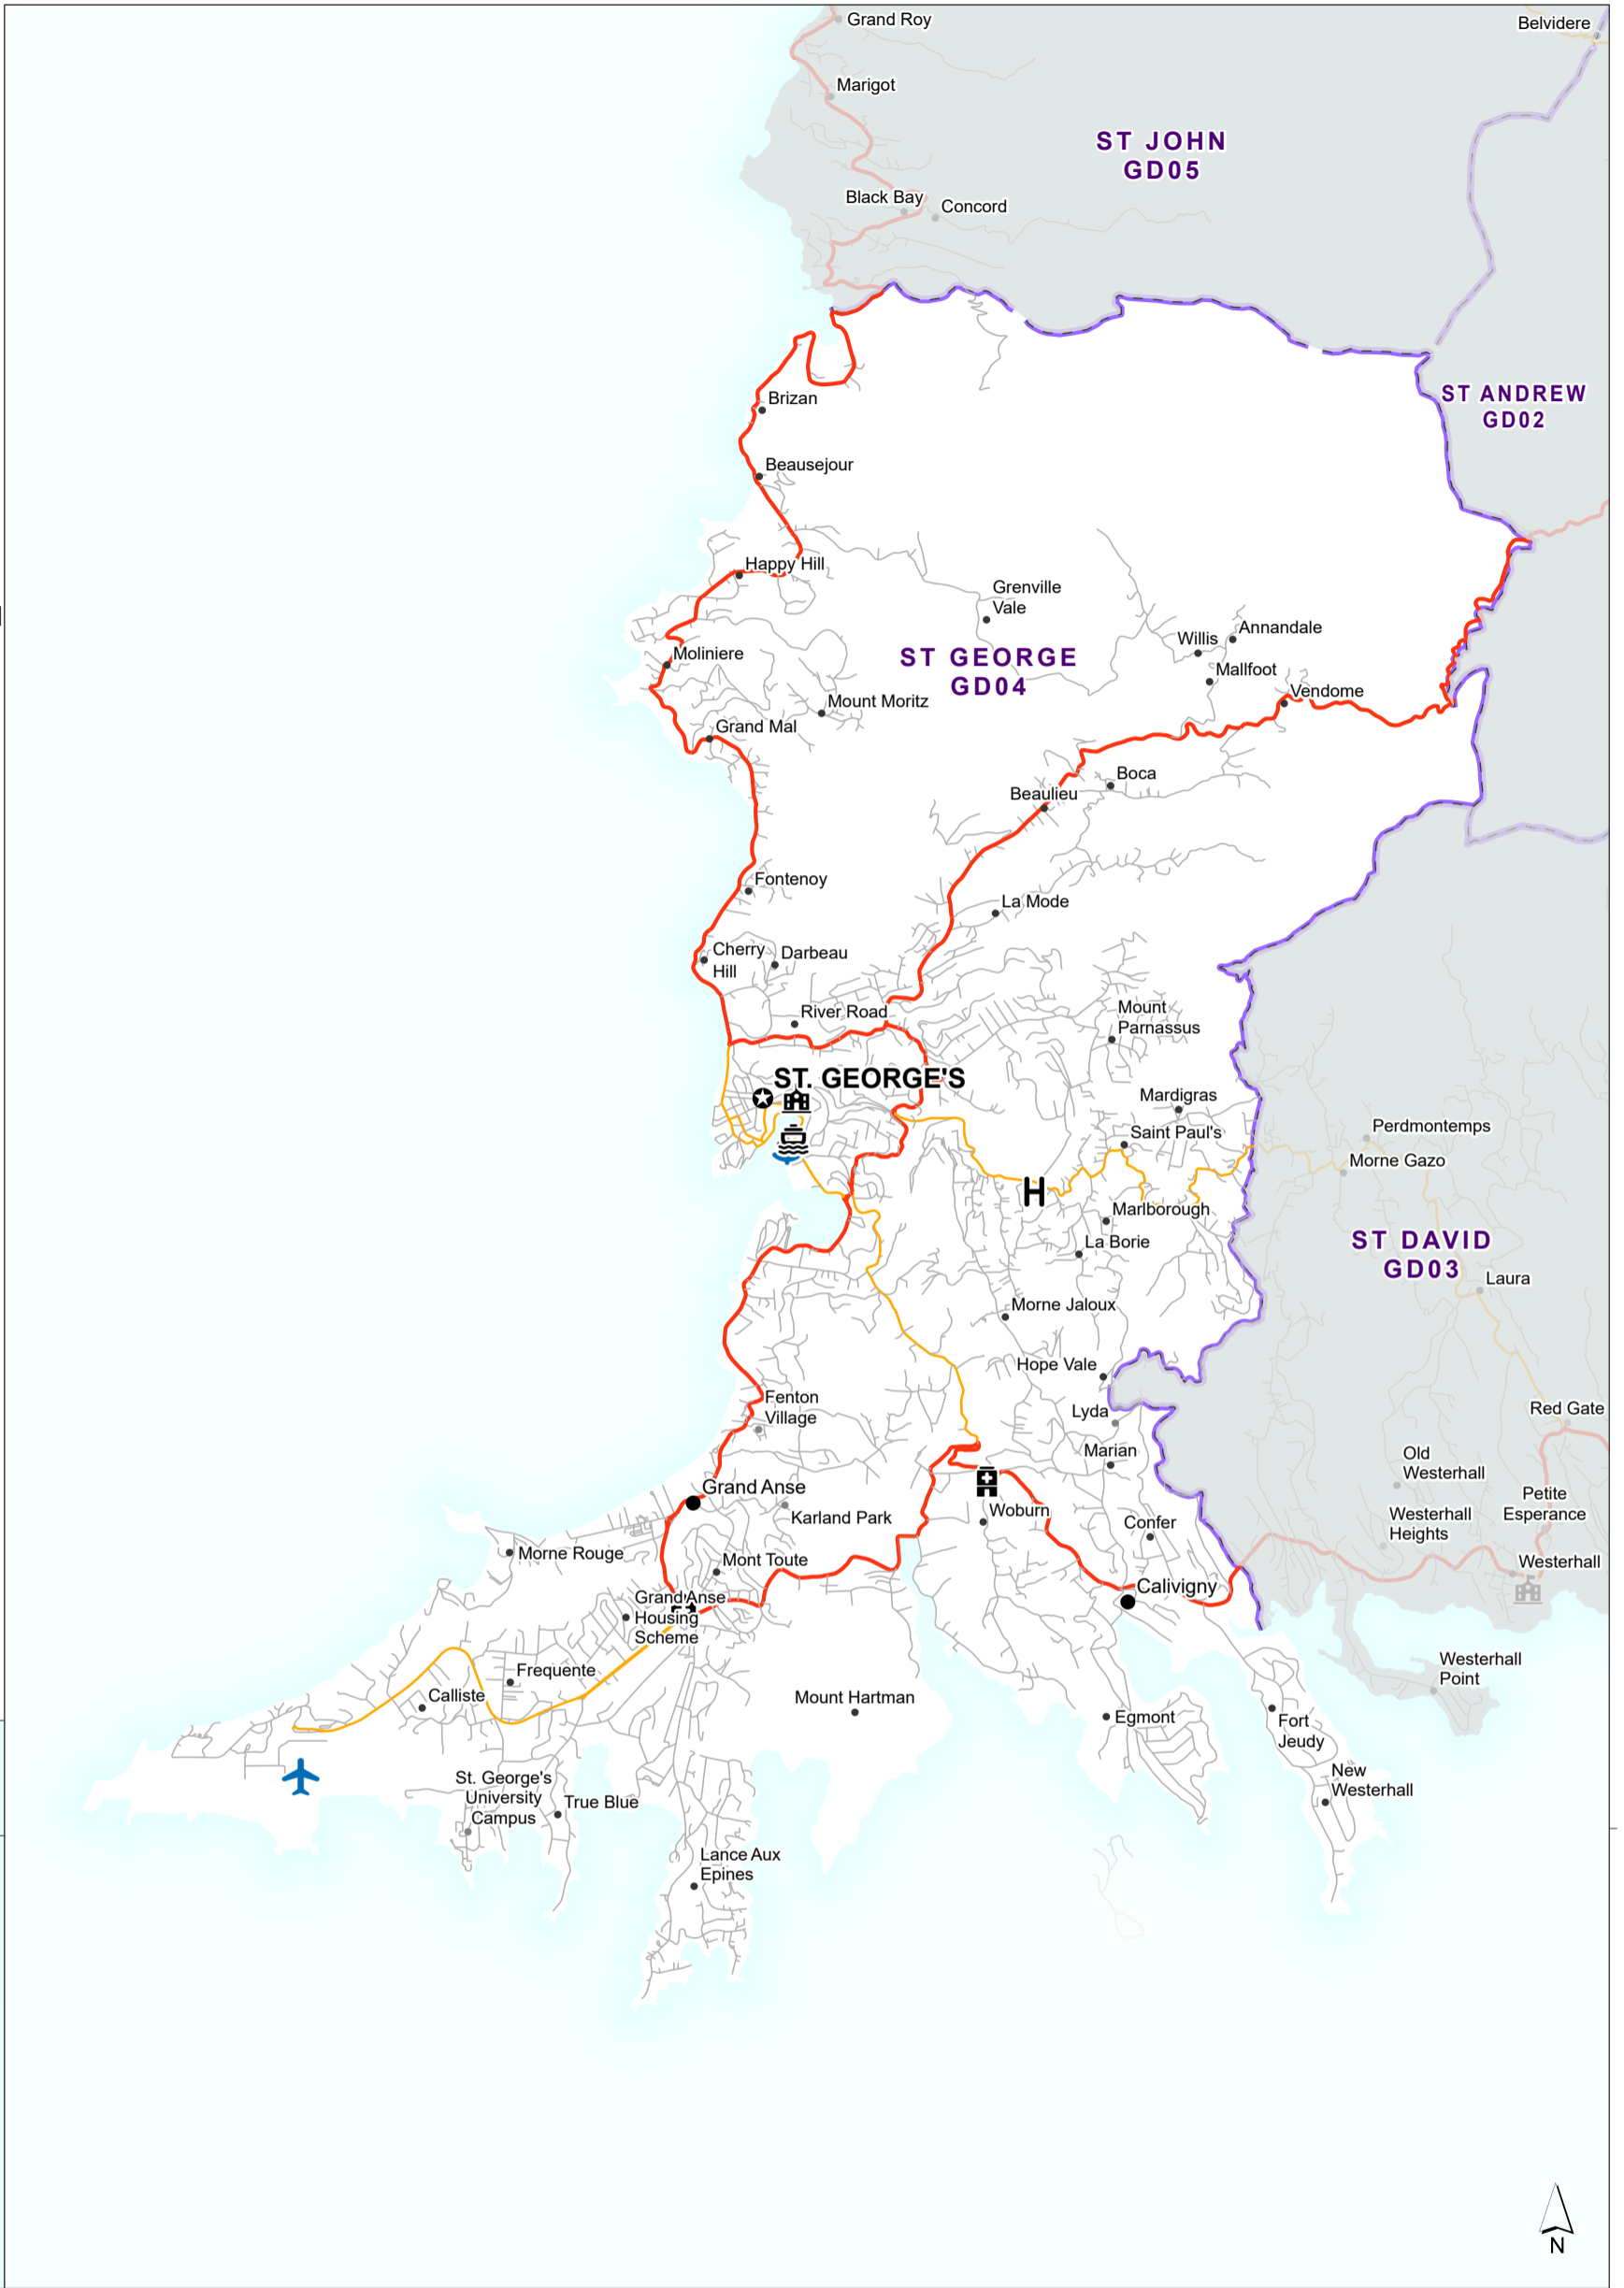 Grand Roy
Belvidere
Marigot
ST JOHN
GD05
Black Bay
Concord
Brizan
ST ANDREW
GD02
Beausejour
Happy Hill
Grenville
Vale
Willis
Annandale
Moliniere
ST GEORGE
GD04
Mallfoot
Mount Moritz
Vendome
Grand Mal
Boca
Beaulieu
Fontenoy
La Mode
Cherry
Hill
Darbeau
River Road
Mount
Parnassus
ST. GEORGE'S
Mardigras
Saint Paul's
Perdmontemps
Morne Gazo
H
Marlborough
La Borie
ST DAVID
GD03
Laura
Morne Jaloux
Hope Vale
Fenton
Village
Lyda
Red Gate
Marian
Old
Westerhall
Grand Anse
Karland Park
Woburn
Confer
Westerhall
Heights
Petite
Esperance
Morne Rouge
Mont Toute
Westerhall
Calivigny
Grand Anse
Housing
Scheme
Frequente
Calliste
Mount Hartman
Westerhall
Point
Egmont
Fort
Jeudy
St. George's
University
Campus
True Blue
New
Westerhall
Lance Aux
Epines
N